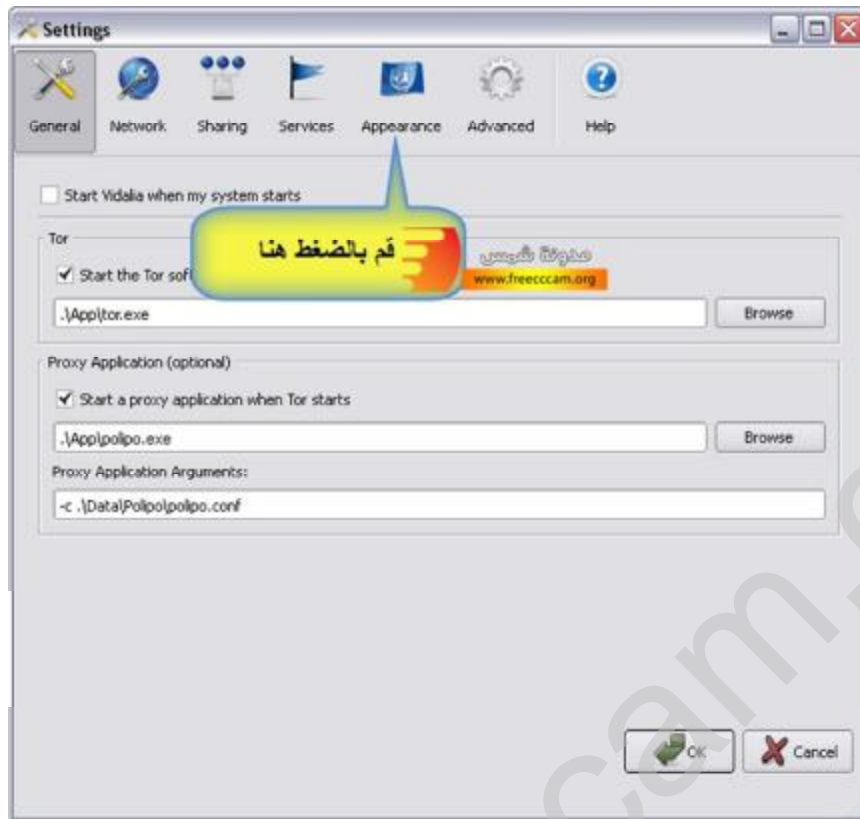 Settings
General Network Sharing Services Appearance Advanced Help
Start Vidalia when my system starts
قم بالضغط هنا
مدونة شمس
www.freecccam.org
Tor
Start the Tor sof
.\App\tor.exe
Browse
Proxy Application (optional)
Start a proxy application when Tor starts
.\App\polipo.exe
Browse
Proxy Application Arguments:
-c .\Data\Polipo\polipo.conf
OK
Cancel
cam.